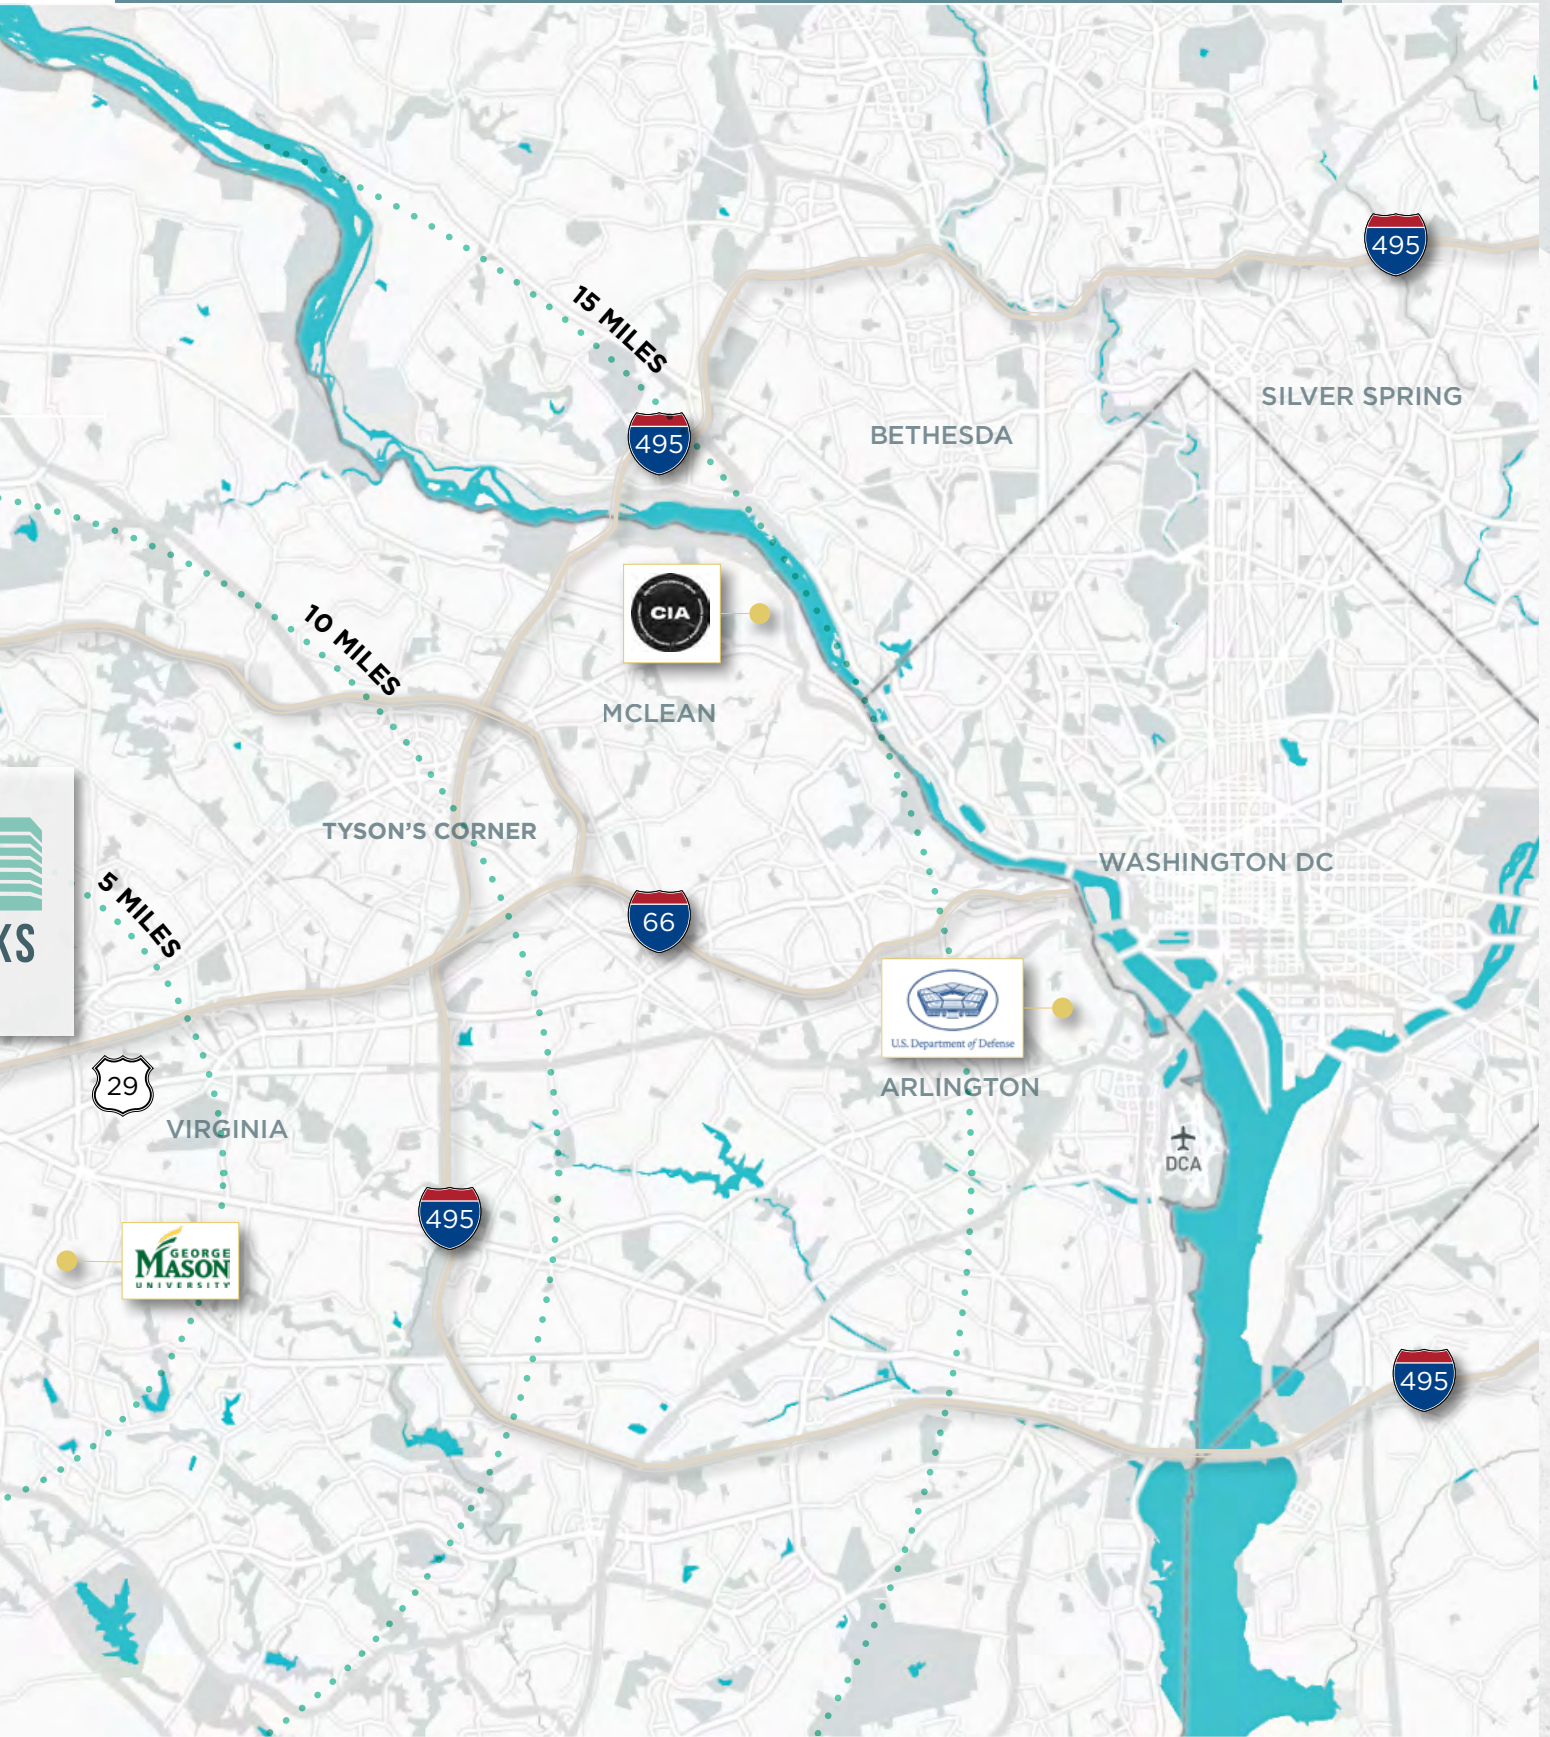 495
15 MILES
SILVER SPRING
BETHESDA
495
CIA
10 MILES
MCLEAN
TYSON'S CORNER
WASHINGTON DC
5 MILES
66
KS
U.S. Department of Defense
ARLINGTON
29
VIRGINIA
DCA
495
GEORGE
MASON
UNIVERSITY
495